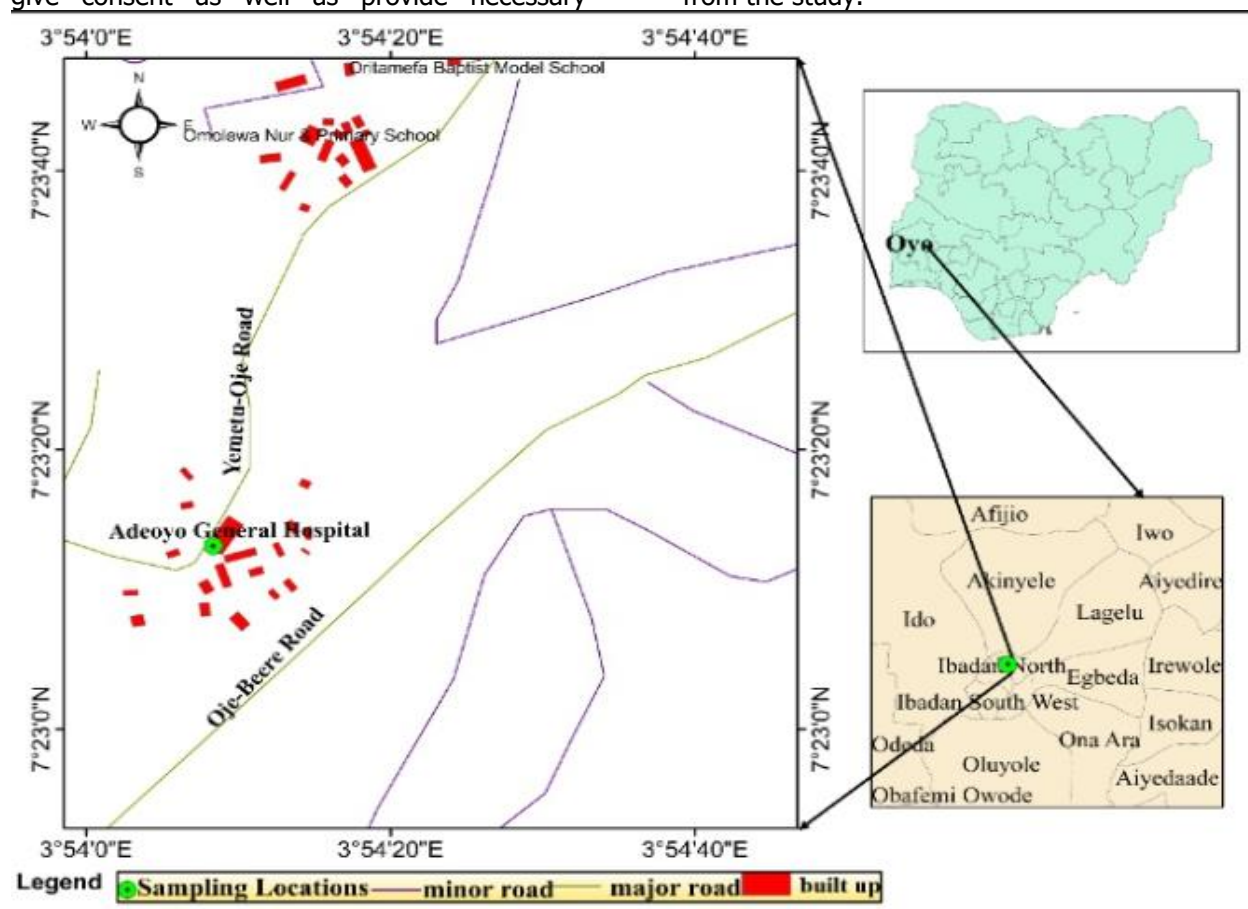 give consent as well as provide necessary
from the study.
3°54'0"E 3°54'20"E 3°54'40"E
Oritamefa Baptist Model School
N
W E
S
Omolewa Nur & Primary School
7°23'40"N 7°23'40"N
Oyo
Yemetu-Oje Road
7°23'20"N 7°23'20"N
Adeoyo General Hospital
Oje-Beere Road
7°23'0"N 7°23'0"N
Afijio
Iwo
Akinyele
Aiyedire
Ido
Lagelu
Ibadan North
Egbeda
Irewole
Ibadan South West
Isokan
Ododa
Ona Ara
Oluyole
Aiyedaade
Obafemi Owode
3°54'0"E 3°54'20"E 3°54'40"E
Legend Sampling Locations minor road major road built up